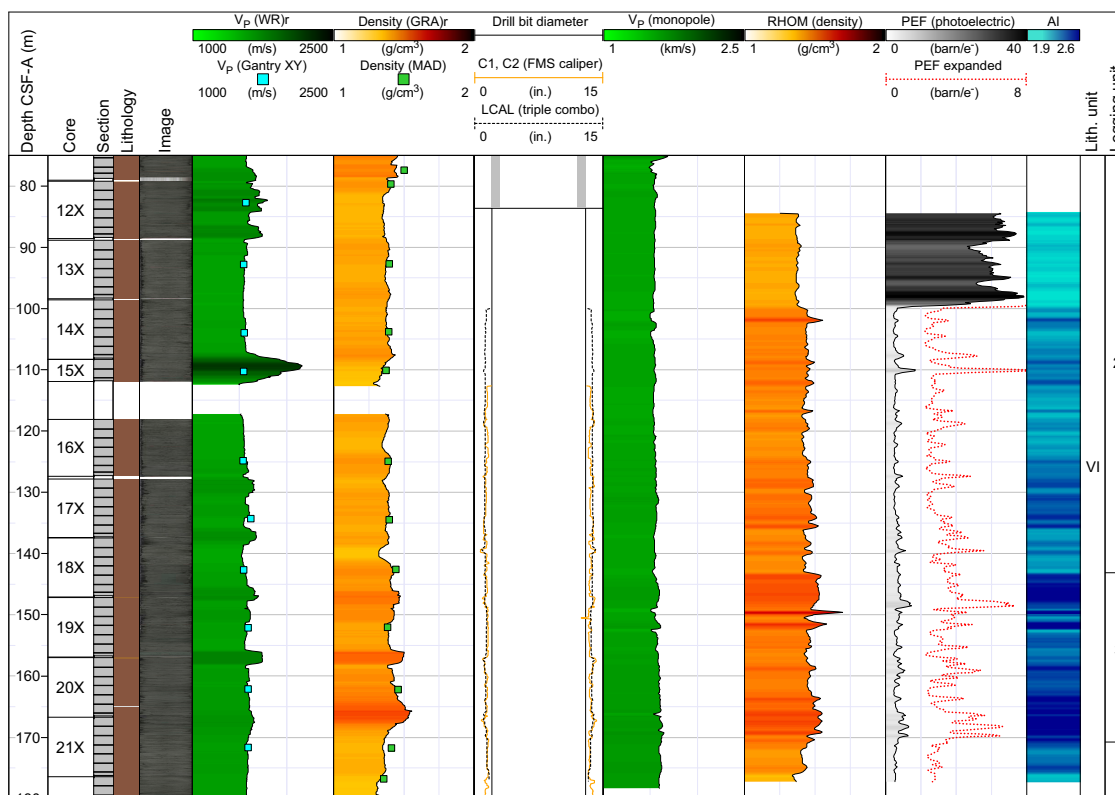 V_P (WR)r
1000 (m/s) 2500
V_P (Gantry XY)
1000 (m/s) 2500
Density (GRA)r
1 (g/cm³) 2
Density (MAD)
1 (g/cm³) 2
Drill bit diameter
C1, C2 (FMS caliper)
0 (in.) 15
LCAL (triple combo)
0 (in.) 15
V_P (monopole)
1 (km/s) 2.5
RHOM (density)
1 (g/cm³) 2
PEF (photoelectric)
0 (barn/e⁻) 40
PEF expanded
0 (barn/e⁻) 8
AI
1.9 2.6
Depth CSF-A (m)
Core
Section
Lithology
Image
Lith. unit
80
90
100
110
120
130
140
150
160
170
12X
13X
14X
15X
16X
17X
18X
19X
20X
21X
VI